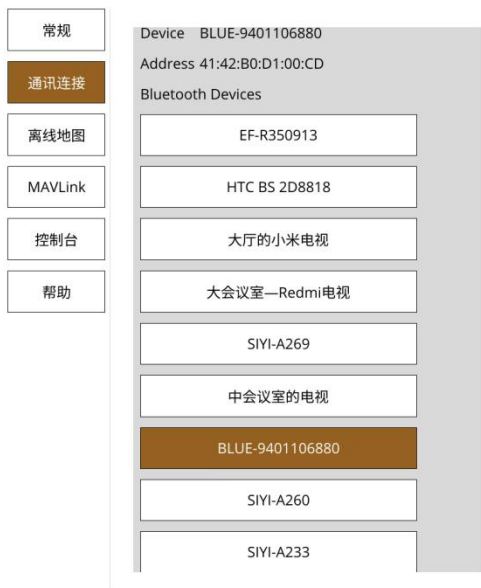 常规
通讯连接
离线地图
MAVLink
控制台
帮助
Device BLUE-9401106880
Address 41:42:B0:D1:00:CD
Bluetooth Devices
EF-R350913
HTC BS 2D8818
大厅的小米电视
大会议室—Redmi电视
SIYI-A269
中会议室的电视
BLUE-9401106880
SIYI-A260
SIYI-A233